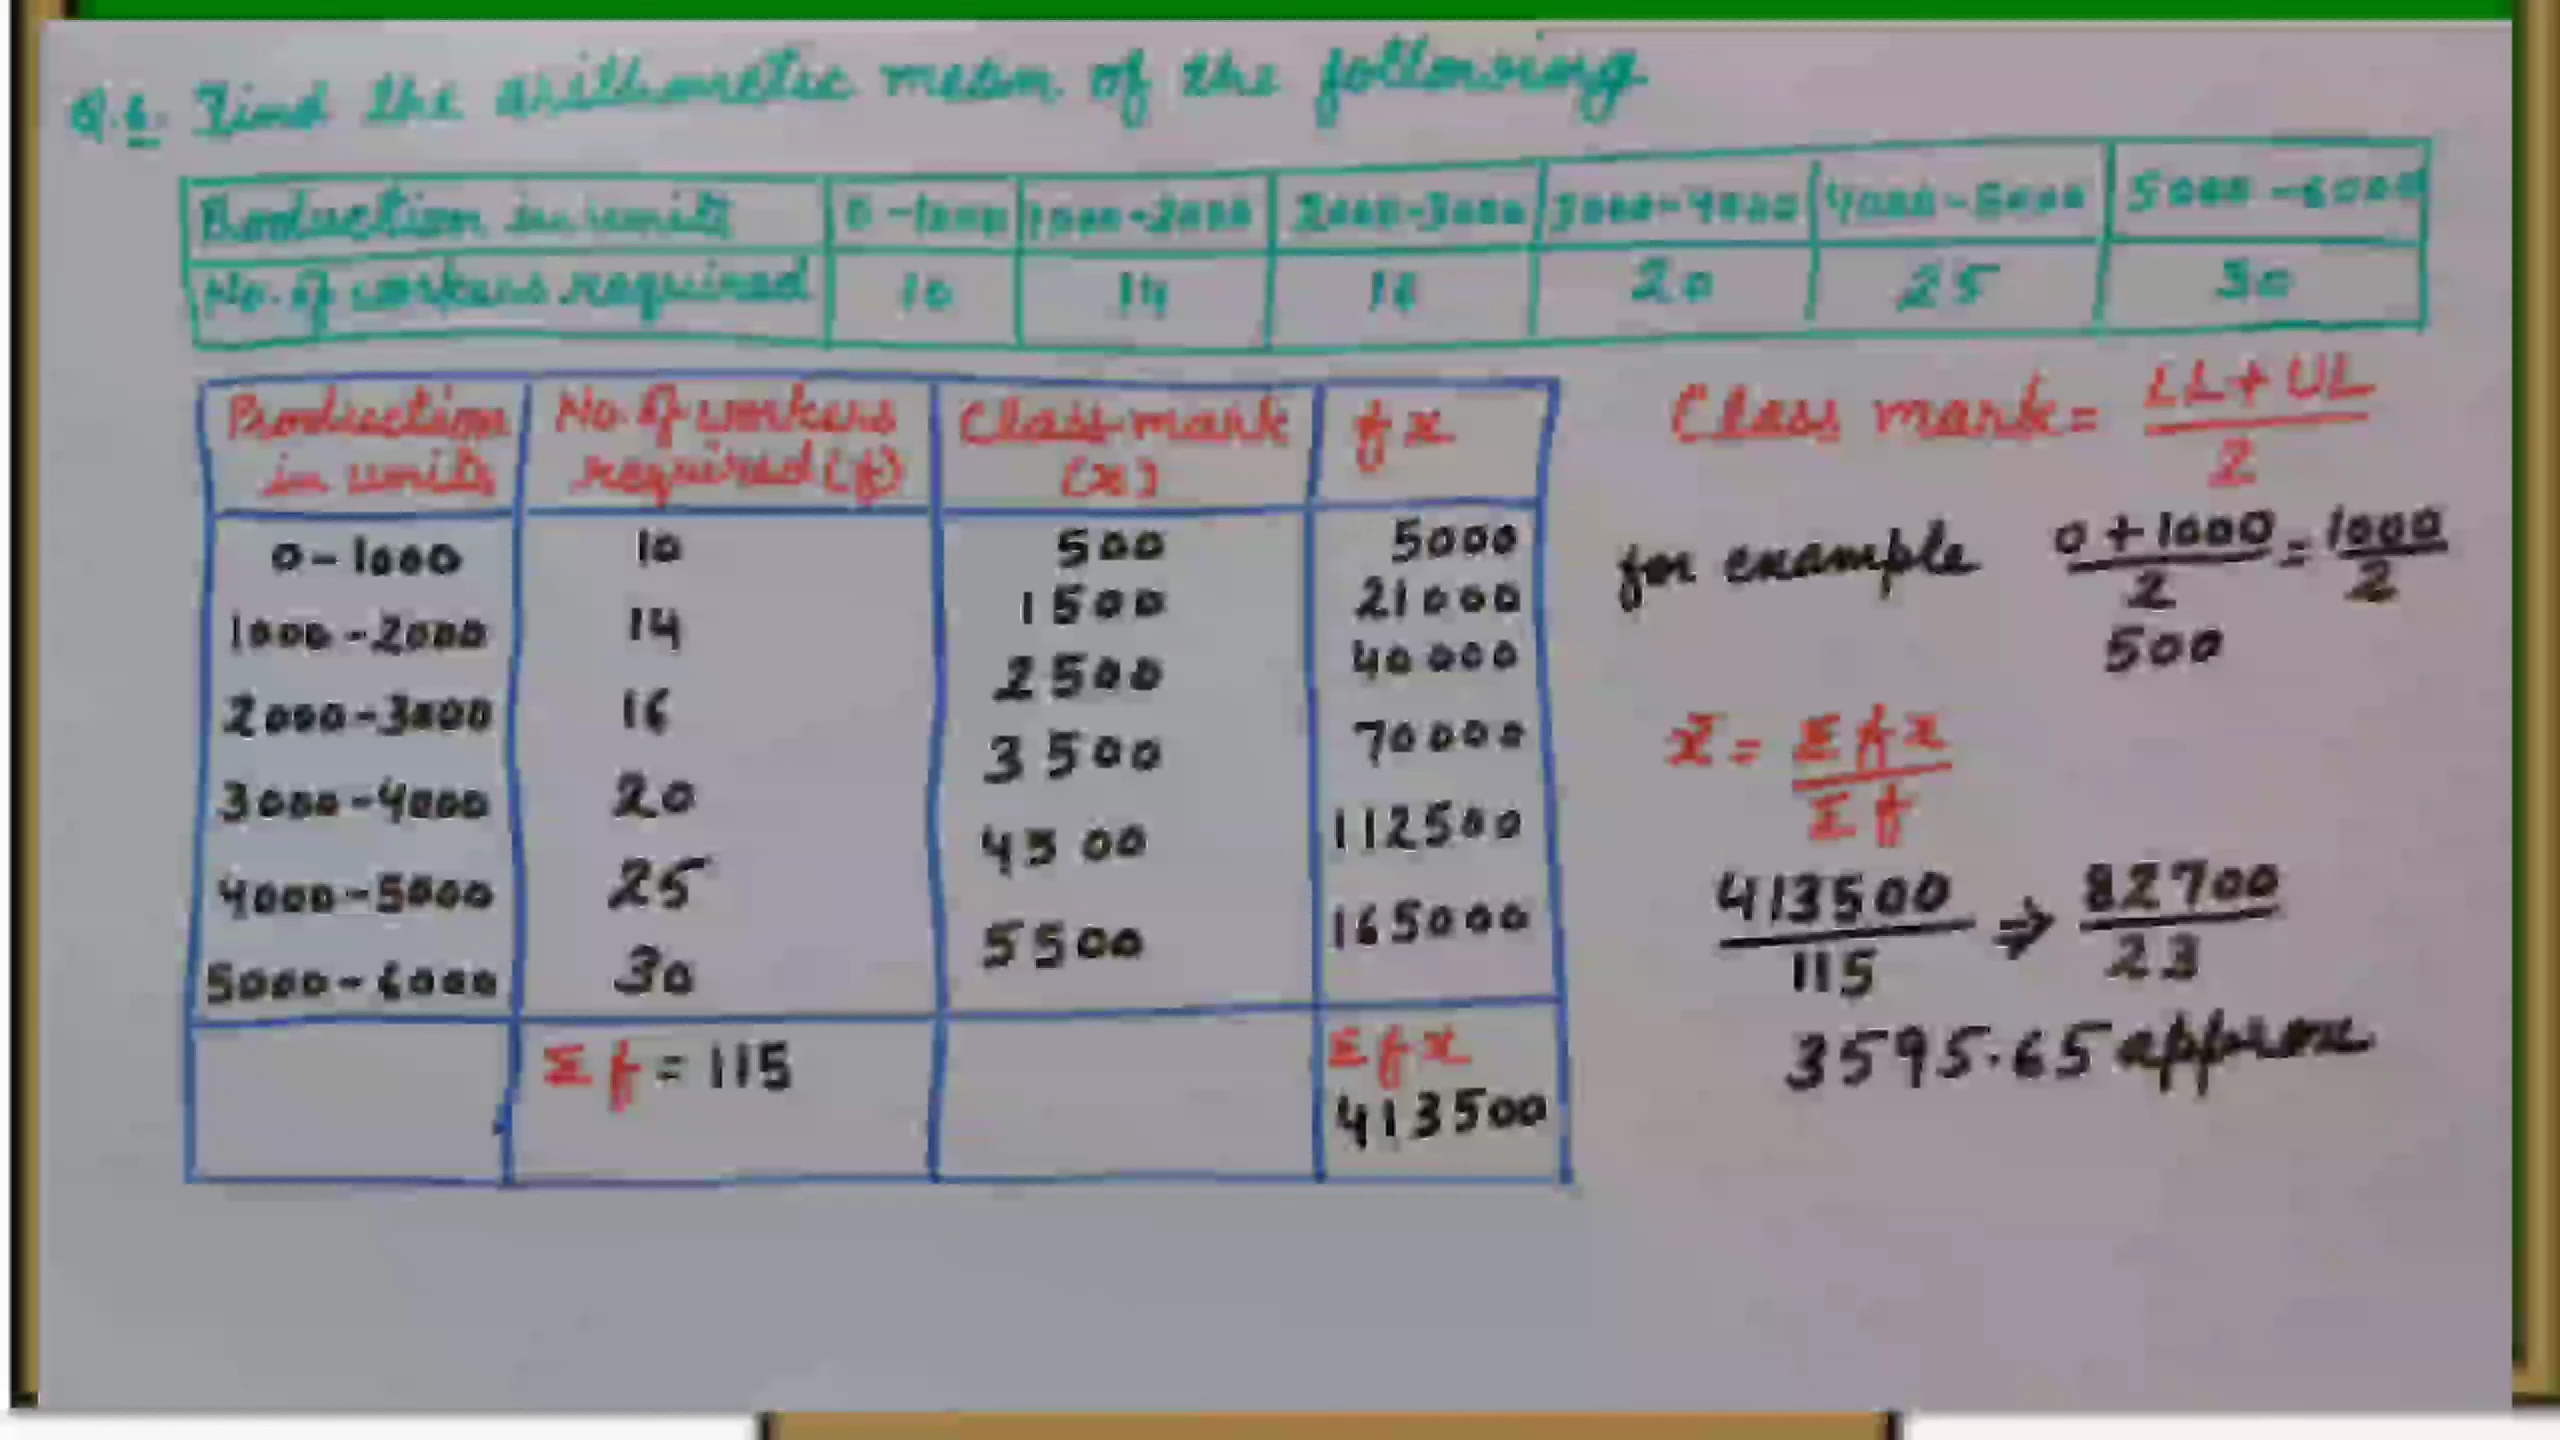 Q.6. Find the arithmetic mean of the following
Production in units 0-1000 1000-2000 2000-3000 3000-4000 4000-5000 5000-6000
No. of workers required 10 14 16 20 25 30
Production in units No. of workers required (f) Class mark (x) fx
0-1000 10 500 5000
1000-2000 14 1500 21000
2000-3000 16 2500 40000
3000-4000 20 3500 70000
4000-5000 25 4500 112500
5000-6000 30 5500 165000
Σf = 115 Σfx 413500
Class mark = LL+UL / 2
for example 0+1000 / 2 = 1000 / 2
500
x̄ = Σfx / Σf
413500 / 115 ⇒ 82700 / 23
3595.65 approx